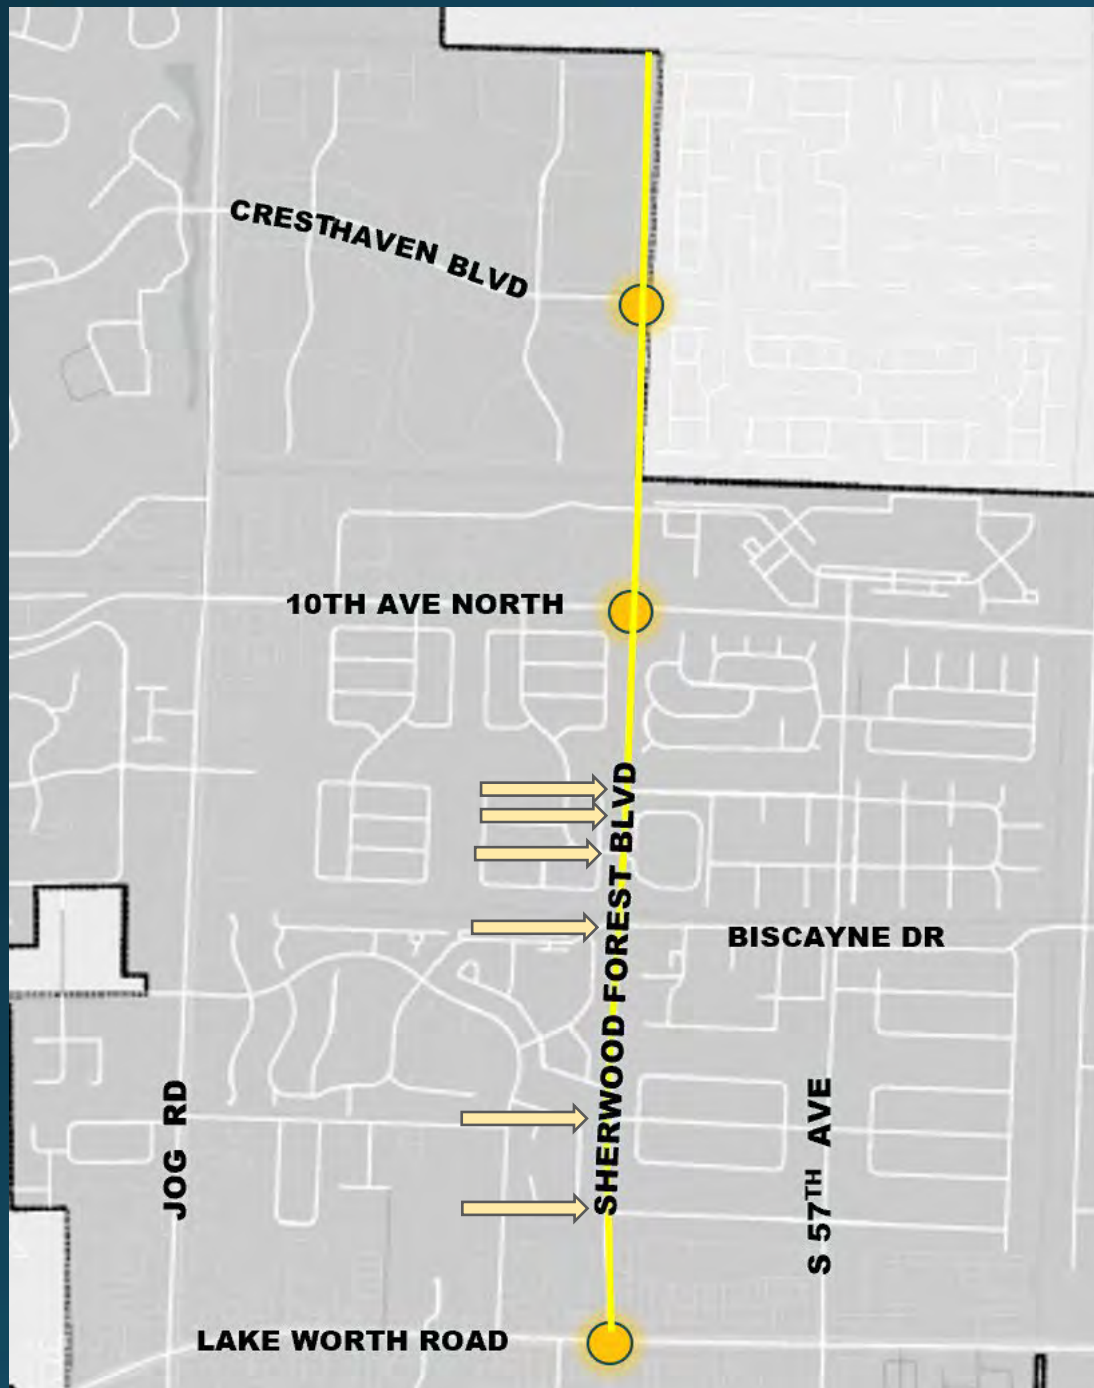 CRESTHAVEN BLVD
10TH AVE NORTH
SHERWOOD FOREST BLVD
BISCAYNE DR
JOG RD
S 57TH AVE
LAKE WORTH ROAD